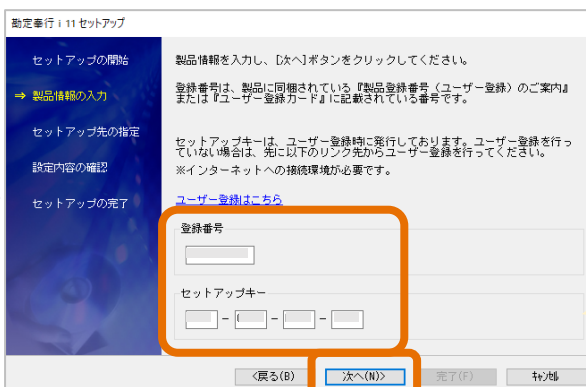 勘定奉行 i 11 セットアップ
セットアップの開始
⇒ 製品情報の入力
セットアップ先の指定
設定内容の確認
セットアップの完了
製品情報を入力し、[次へ]ボタンをクリックしてください。
登録番号は、製品に同梱されている『製品登録番号（ユーザー登録）のご案内』
または『ユーザー登録カード』に記載されている番号です。
セットアップキーは、ユーザー登録時に発行しております。ユーザー登録を行っ
ていない場合は、先に以下のリンク先からユーザー登録を行ってください。
※インターネットへの接続環境が必要です。
ユーザー登録はこちら
登録番号
セットアップキー
- - -
<戻る(B) 次へ(N)> 完了(F) キャンセル